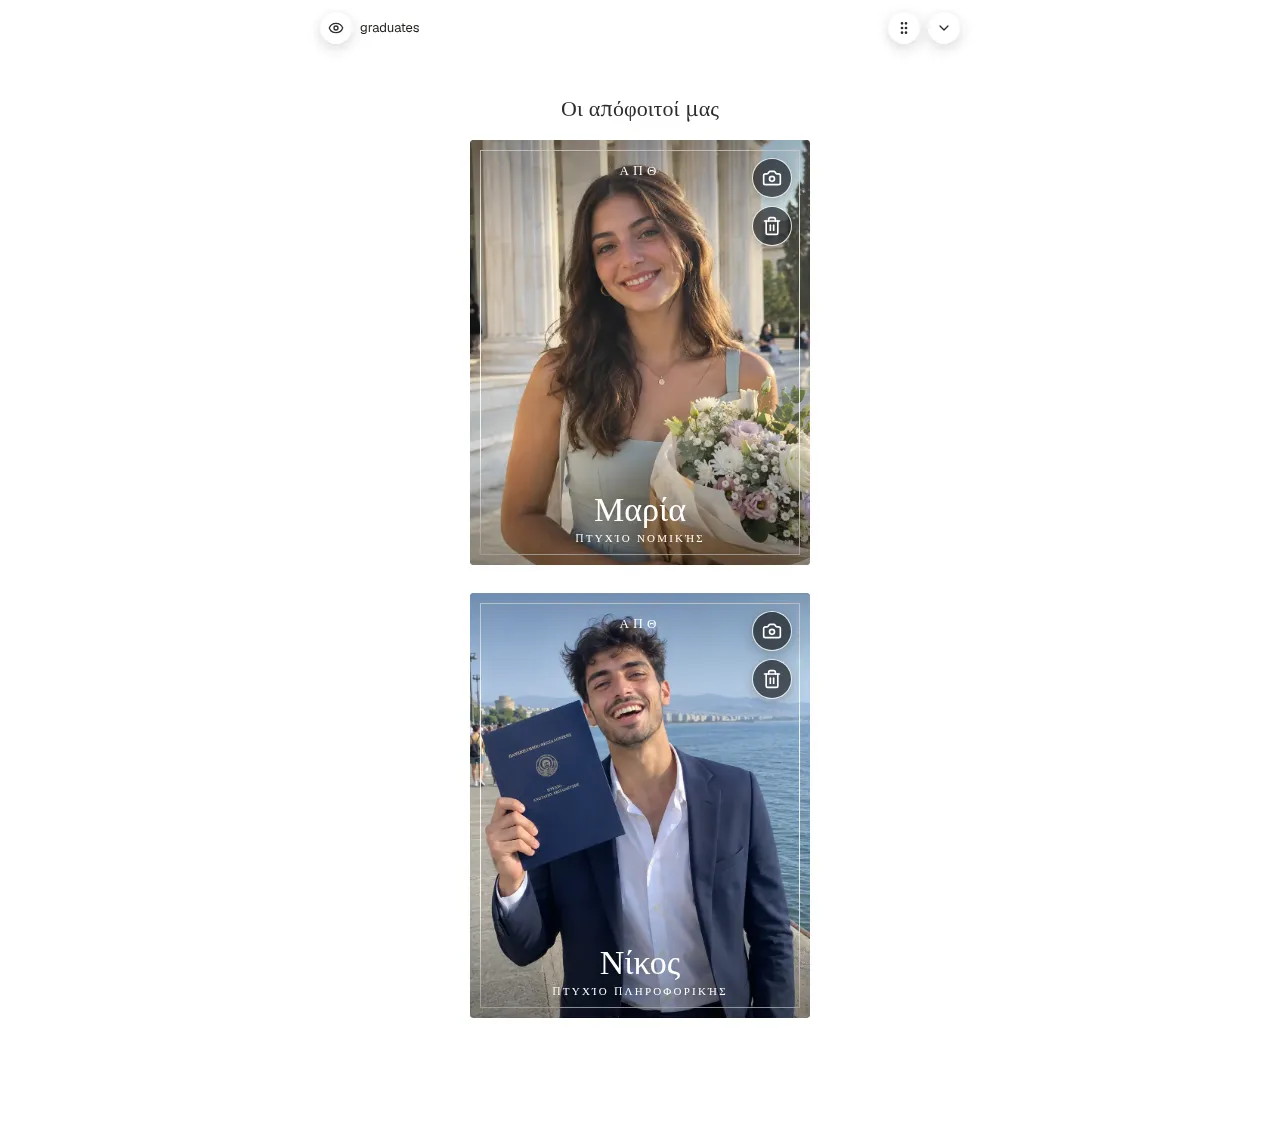 graduates
Οι απόφοιτοί μας
ΑΠΘ
Μαρία
ΠΤΥΧΊΟ ΝΟΜΙΚΉΣ
ΑΠΘ
Νίκος
ΠΤΥΧΊΟ ΠΛΗΡΟΦΟΡΙΚΉΣ